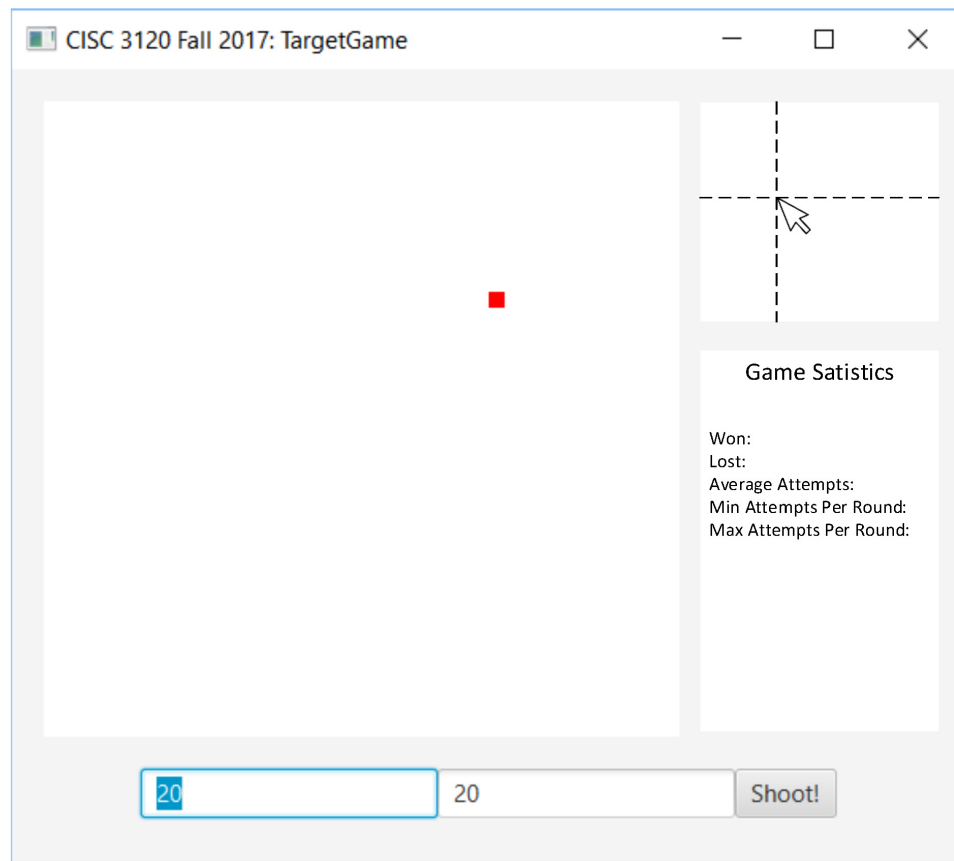 CISC 3120 Fall 2017: TargetGame
Game Satistics
Won:
Lost:
Average Attempts:
Min Attempts Per Round:
Max Attempts Per Round:
20 20 Shoot!